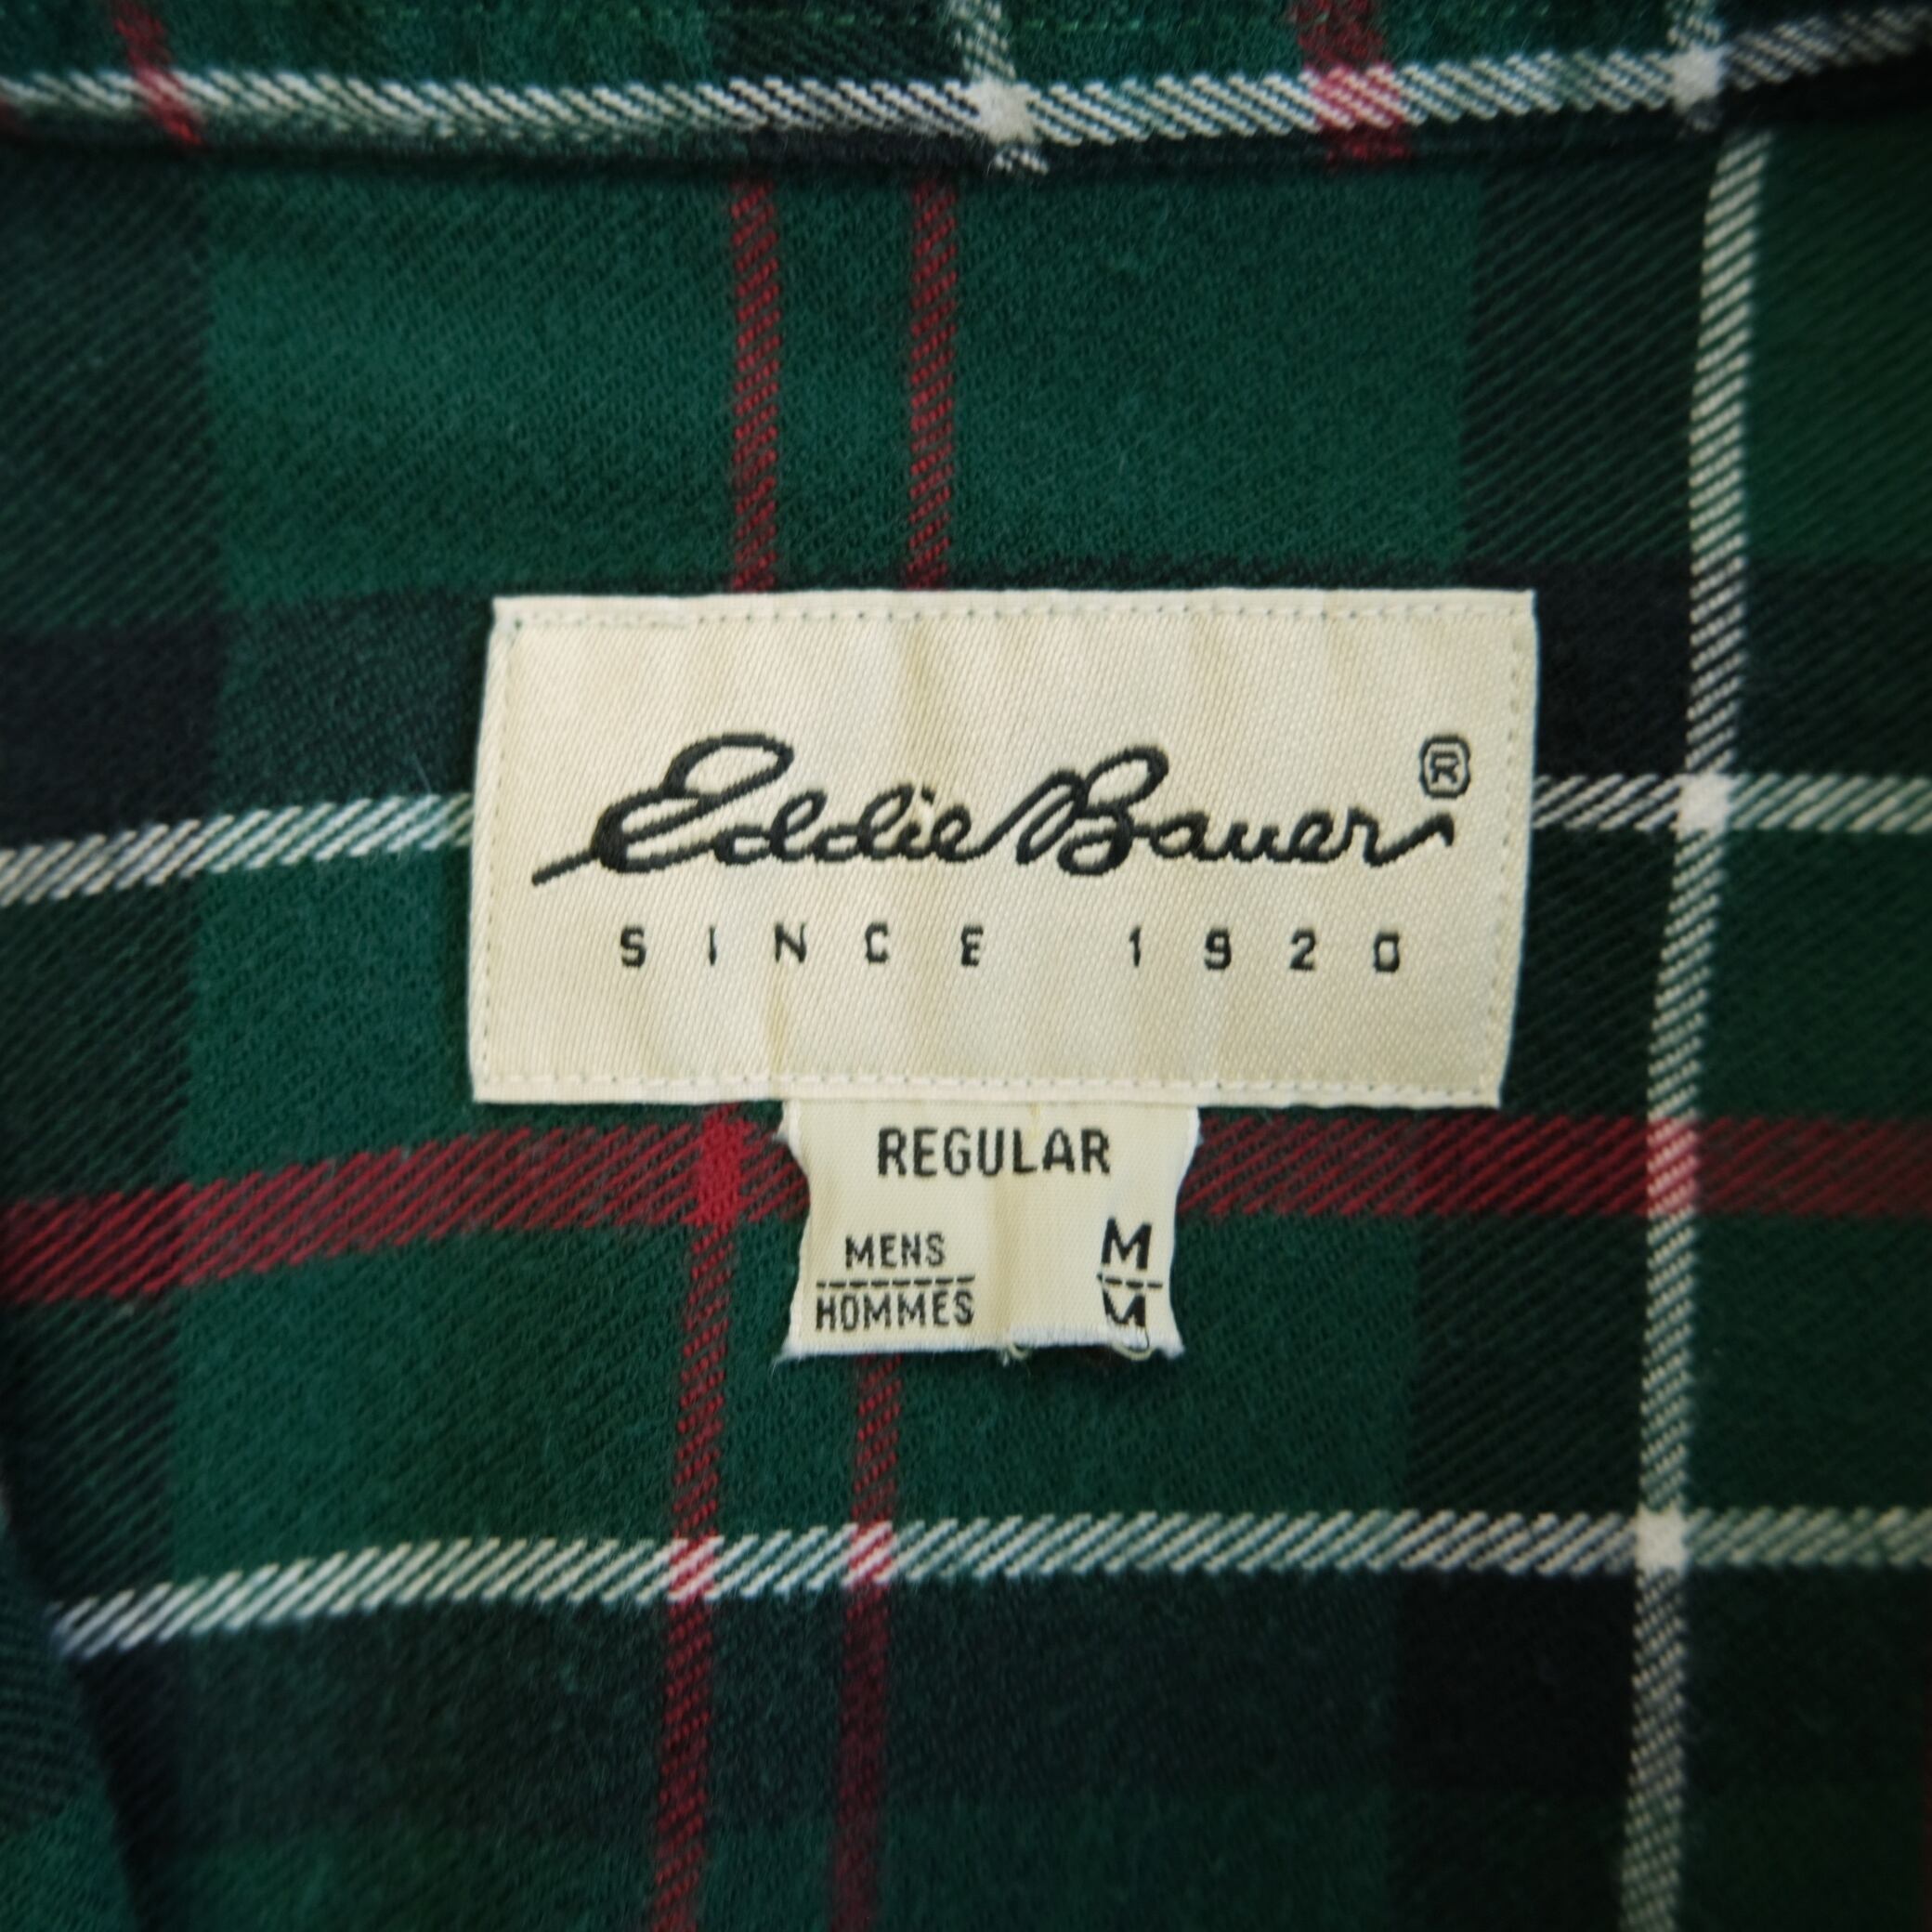 Eddie Bauer®
SINCE 1920
REGULAR
MENS M
HOMMES M